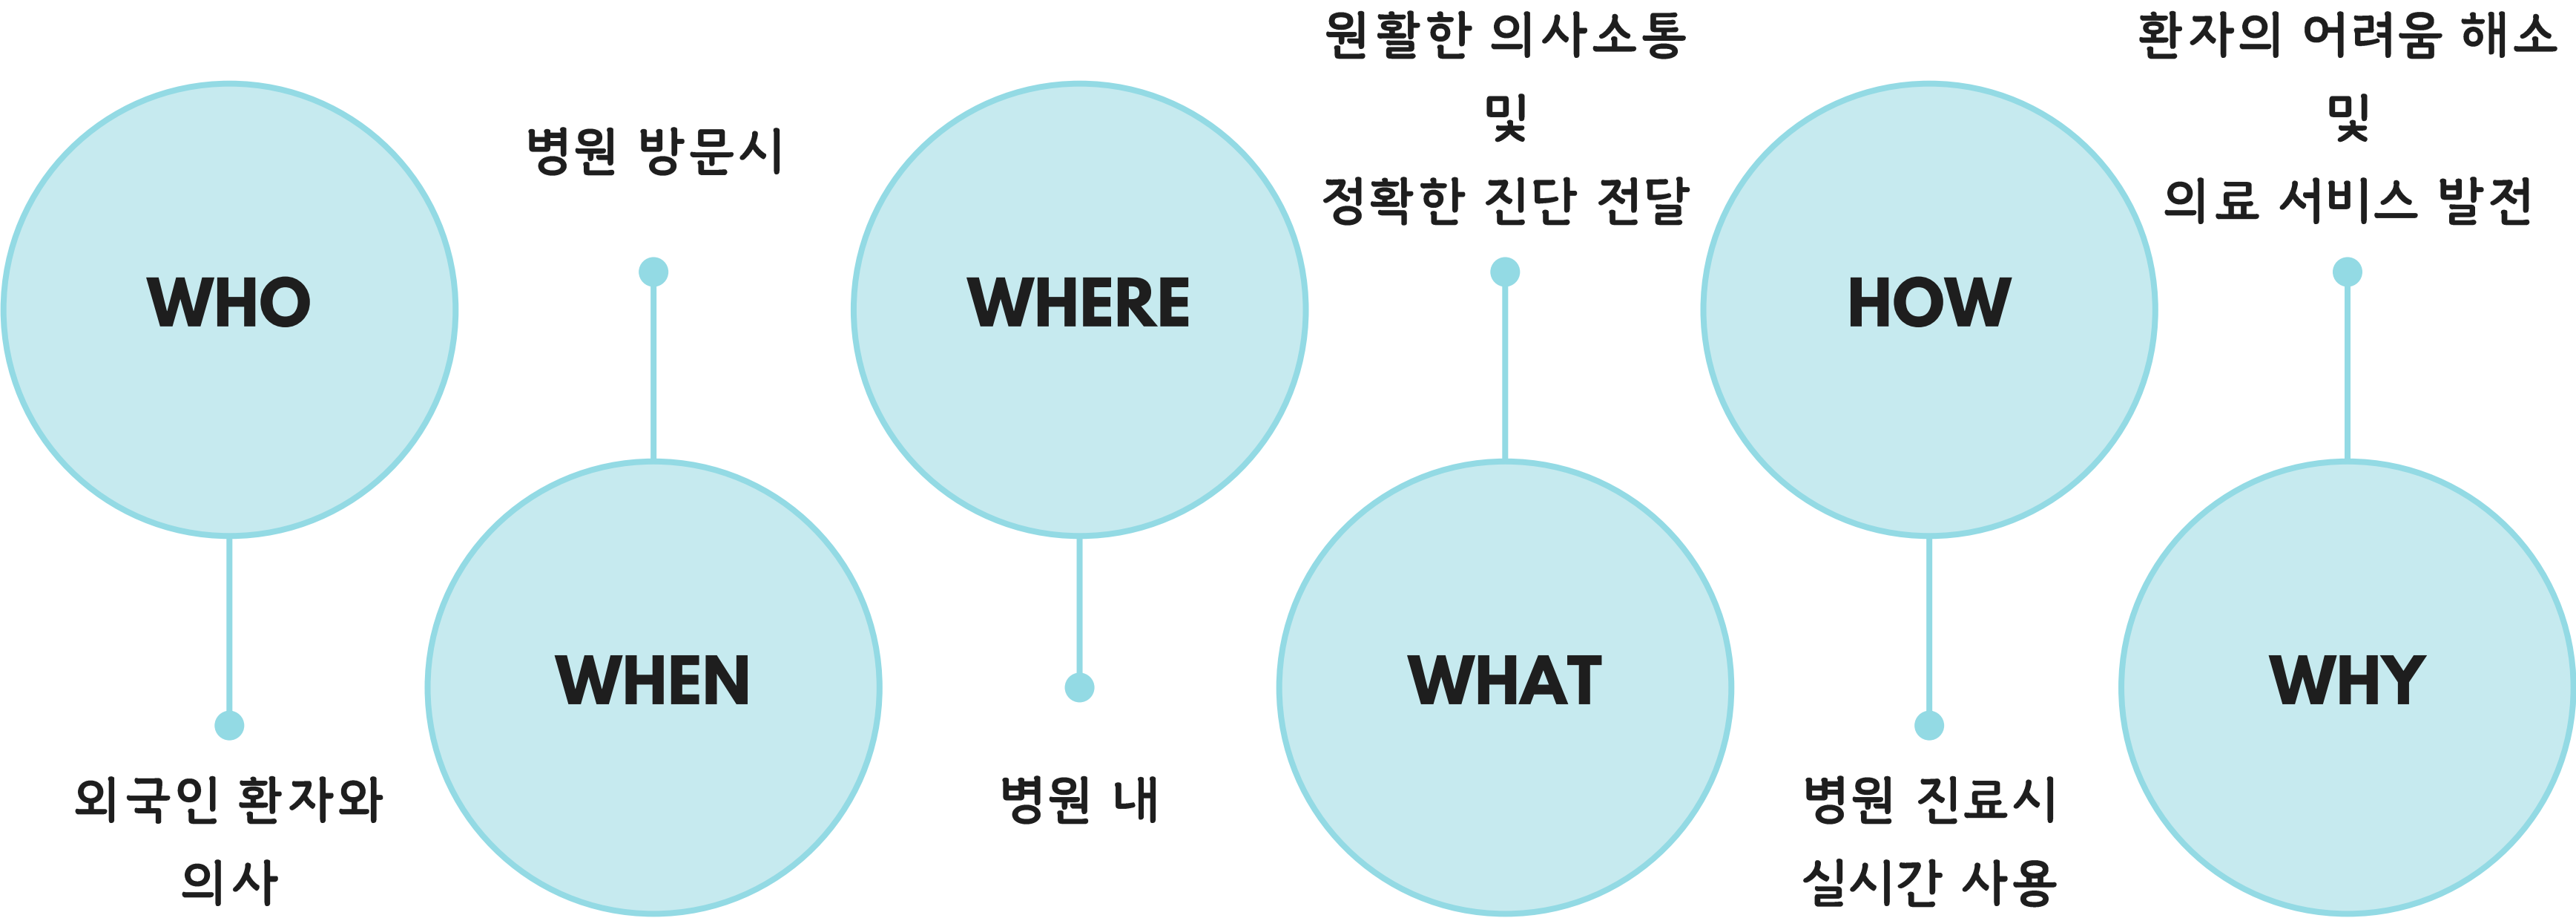 WHO
외국인 환자와
의사
병원 방문시
WHEN
WHERE
병원 내
원활한 의사소통
및
정확한 진단 전달
WHAT
HOW
병원 진료시
실시간 사용
환자의 어려움 해소
및
의료 서비스 발전
WHY